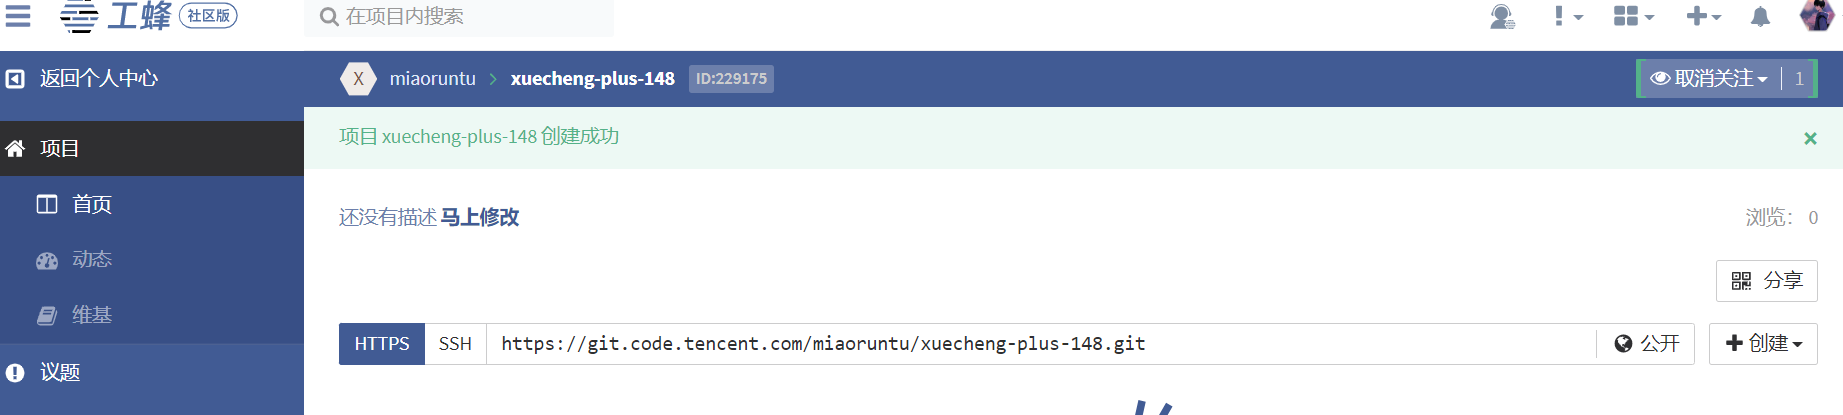 工蜂 社区版
在项目内搜索
返回个人中心
X miaoruntu > xuecheng-plus-148 ID:229175
取消关注 1
项目
项目 xuecheng-plus-148 创建成功 ×
首页
还没有描述 马上修改
浏览： 0
动态
分享
维基
HTTPS SSH https://git.code.tencent.com/miaoruntu/xuecheng-plus-148.git 公开 创建
议题